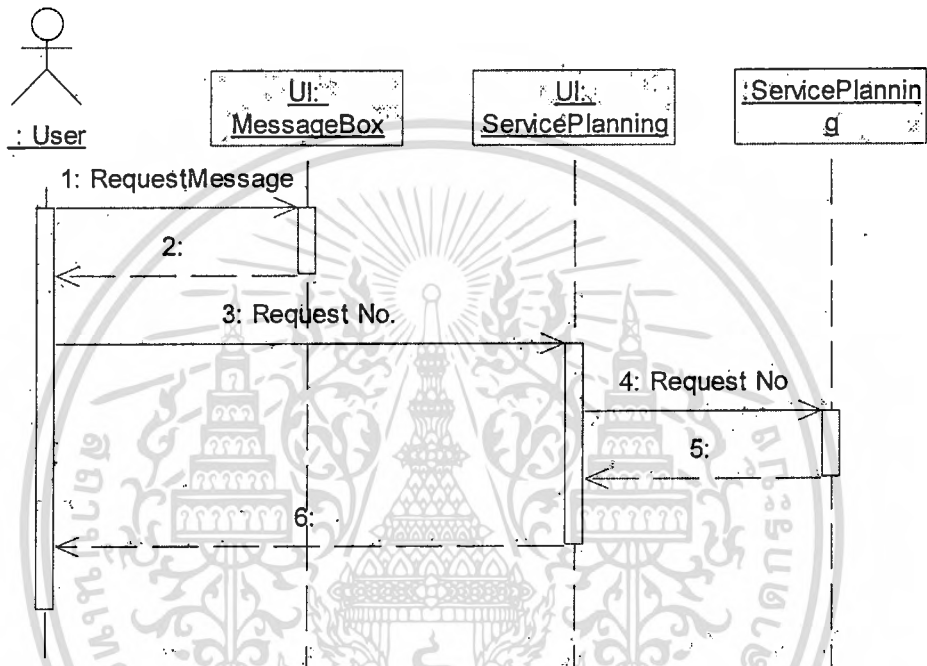 UI:
MessageBox
UI:
ServicePlanning
:ServicePlannin
g
: User
1: RequestMessage
2:
3: Request No.
4: Request No
5:
6: